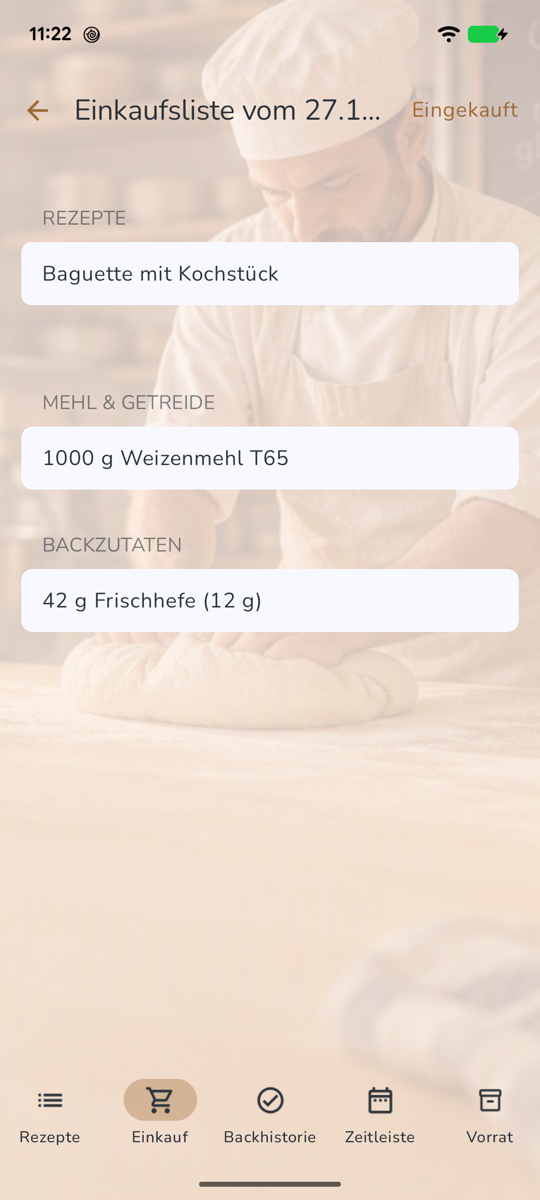 11:22
Einkaufsliste vom 27.1...
Eingekauft
REZEPTE
Baguette mit Kochstück
MEHL & GETREIDE
1000 g Weizenmehl T65
BACKZUTATEN
42 g Frischhefe (12 g)
Rezepte
Einkauf
Backhistorie
Zeitleiste
Vorrat